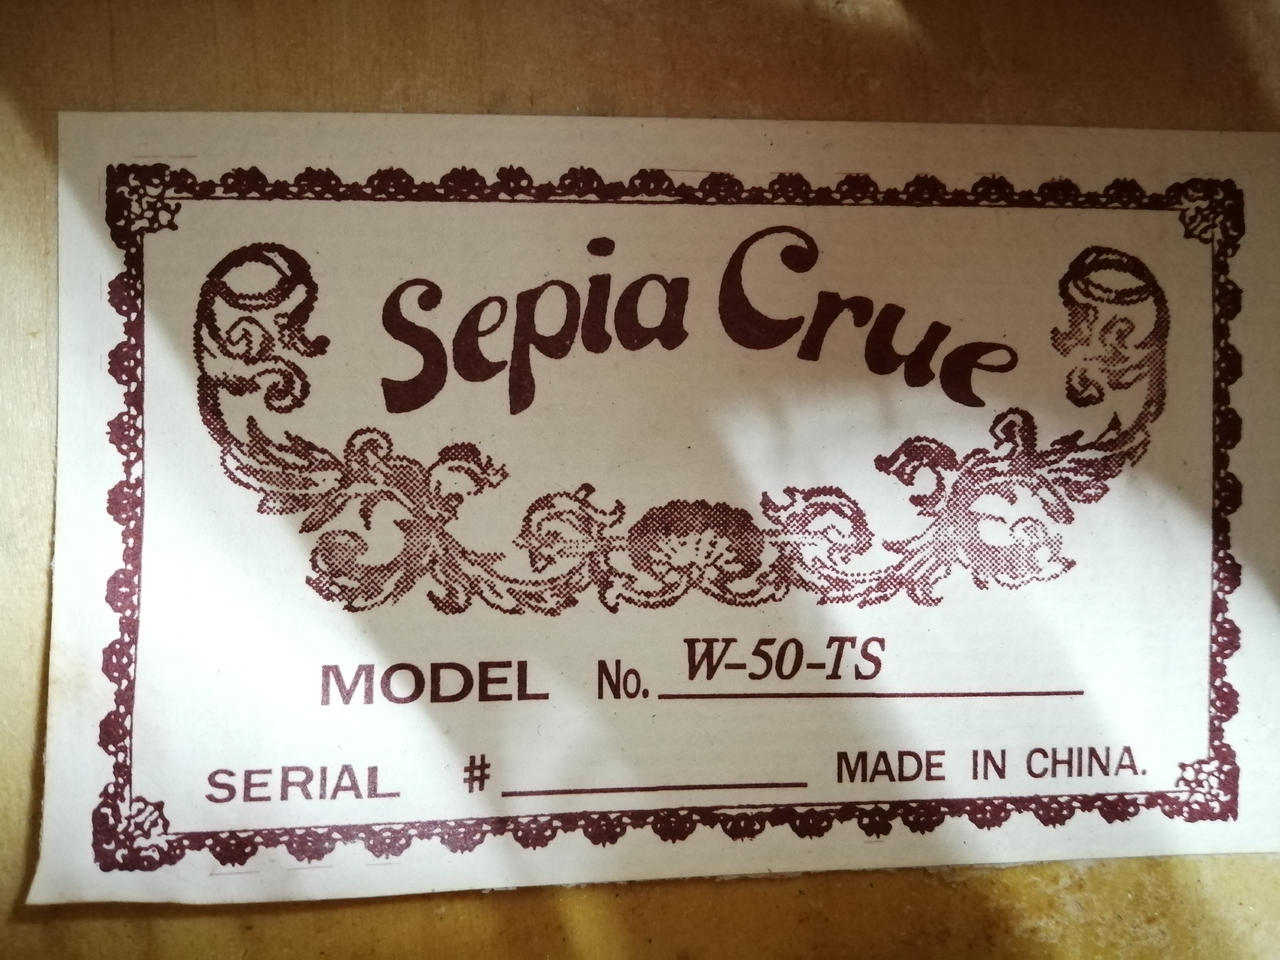 Sepia Crue
MODEL No. W-50-TS
SERIAL # MADE IN CHINA.